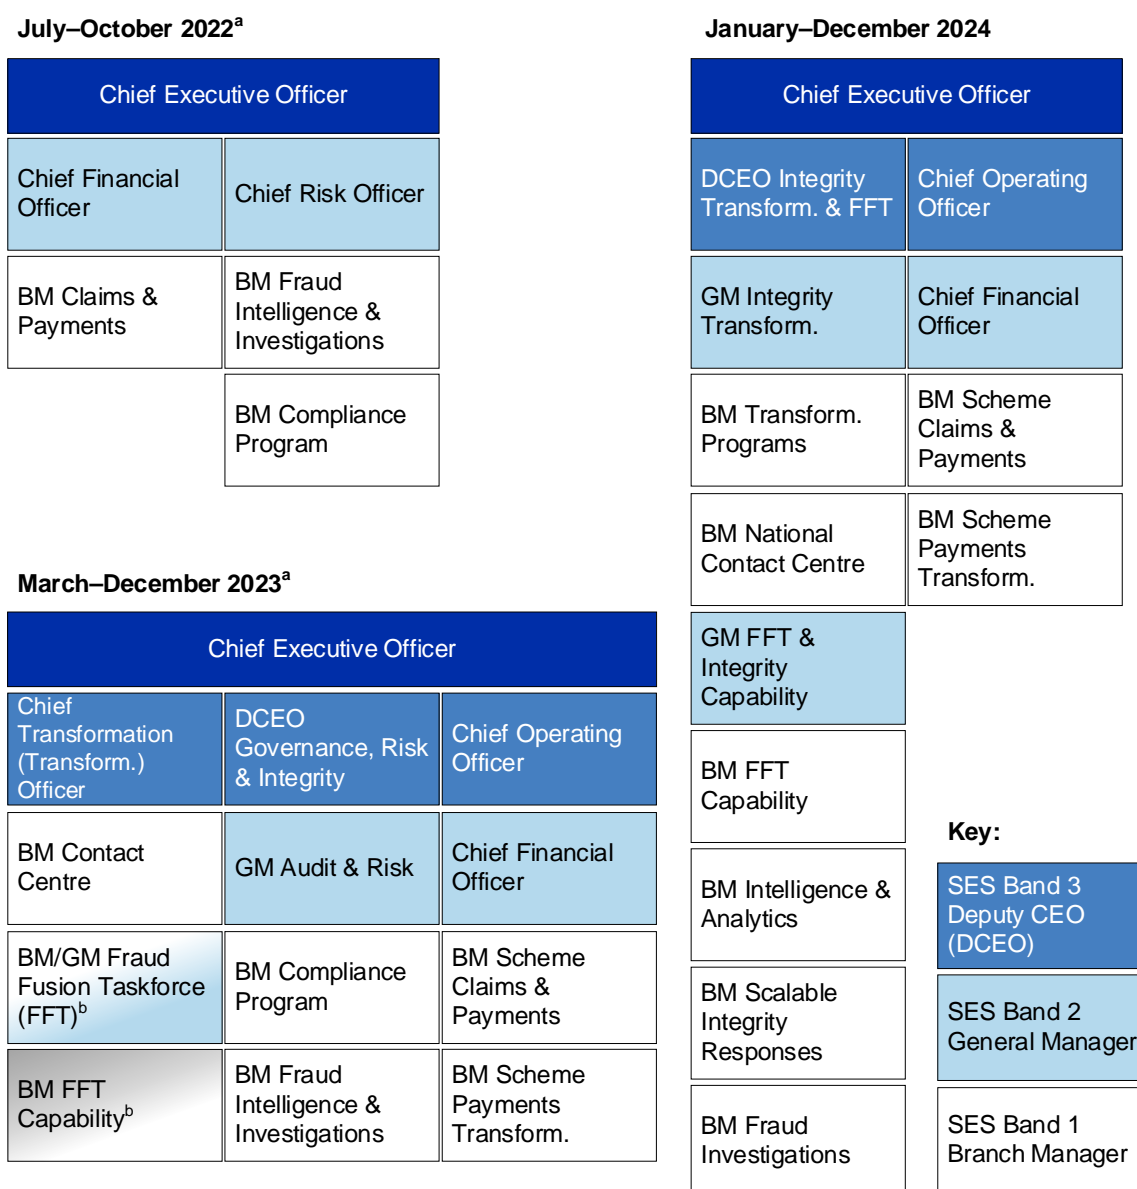 July–October 2022a
Chief Executive Officer
Chief Financial
Officer
Chief Risk Officer
BM Claims &
Payments
BM Fraud
Intelligence &
Investigations
BM Compliance
Program
March–December 2023a
Chief Executive Officer
Chief
Transformation
(Transform.)
Officer
DCEO
Governance, Risk
& Integrity
Chief Operating
Officer
BM Contact
Centre
GM Audit & Risk
Chief Financial
Officer
BM/GM Fraud
Fusion Taskforce
(FFT)b
BM Compliance
Program
BM Scheme
Claims &
Payments
BM FFT
Capabilityb
BM Fraud
Intelligence &
Investigations
BM Scheme
Payments
Transform.
January–December 2024
Chief Executive Officer
DCEO Integrity
Transform. & FFT
Chief Operating
Officer
GM Integrity
Transform.
Chief Financial
Officer
BM Transform.
Programs
BM Scheme
Claims &
Payments
BM National
Contact Centre
BM Scheme
Payments
Transform.
GM FFT &
Integrity
Capability
BM FFT
Capability
BM Intelligence &
Analytics
BM Scalable
Integrity
Responses
BM Fraud
Investigations
Key:
SES Band 3
Deputy CEO
(DCEO)
SES Band 2
General Manager
SES Band 1
Branch Manager